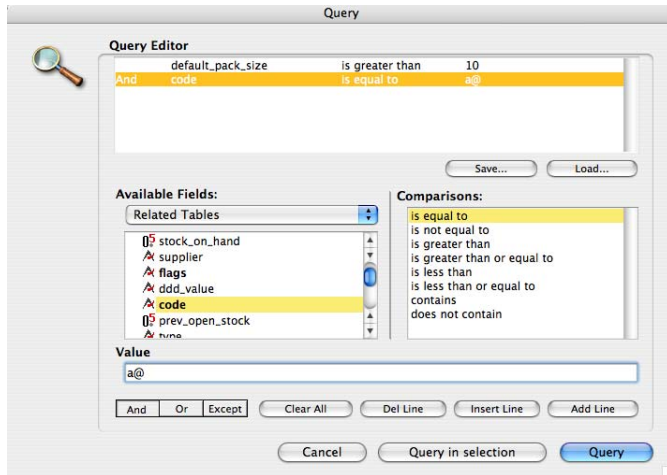 Query
Query Editor
default_pack_size is greater than 10
And code is equal to a@
Save... Load...
Available Fields:
Related Tables
stock_on_hand
supplier
flags
ddd_value
code
prev_open_stock
type
Comparisons:
is equal to
is not equal to
is greater than
is greater than or equal to
is less than
is less than or equal to
contains
does not contain
Value
a@
And Or Except Clear All Del Line Insert Line Add Line
Cancel Query in selection Query